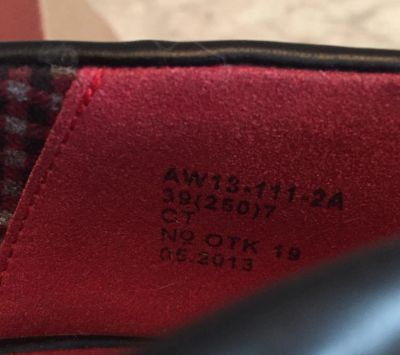 AW13-111-2A
39(250)7
CT
№ OTK 19
05.2013